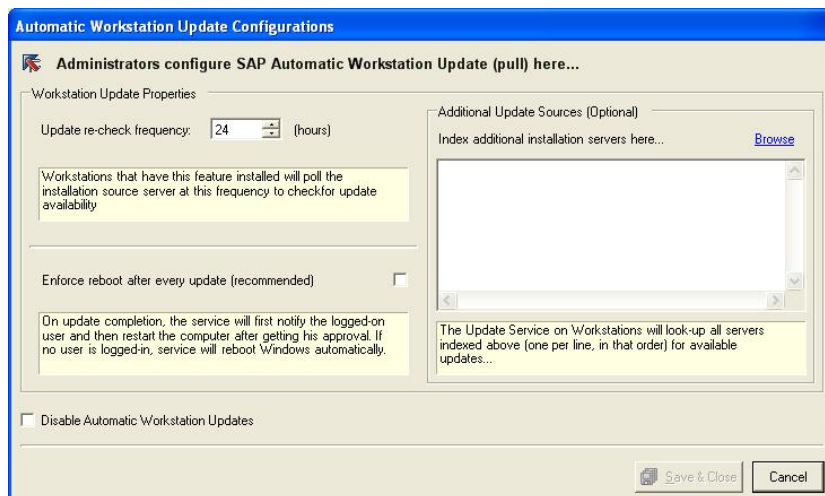 Automatic Workstation Update Configurations
Administrators configure SAP Automatic Workstation Update (pull) here...
Workstation Update Properties
Update re-check frequency: 24 (hours)
Workstations that have this feature installed will poll the
installation source server at this frequency to checkfor update
availability
Enforce reboot after every update (recommended)
On update completion, the service will first notify the logged-on
user and then restart the computer after getting his approval. If
no user is logged-in, service will reboot Windows automatically.
Additional Update Sources (Optional)
Index additional installation servers here... Browse
The Update Service on Workstations will look-up all servers
indexed above (one per line, in that order) for available
updates...
Disable Automatic Workstation Updates
Save & Close
Cancel